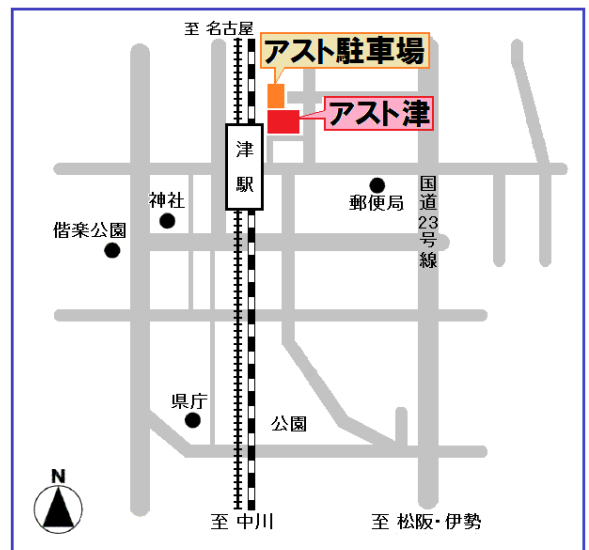 至 名古屋
アスト駐車場
アスト津
津駅
国道23号線
郵便局
神社
偕楽公園
県庁
公園
N
至 中川
至 松阪・伊勢